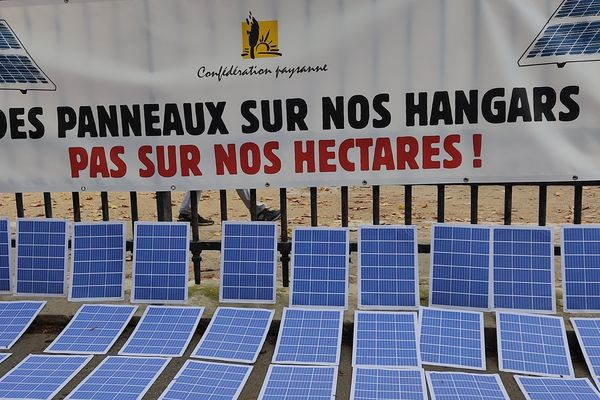 Confédération paysanne
DES PANNEAUX SUR NOS HANGARS
PAS SUR NOS HECTARES !